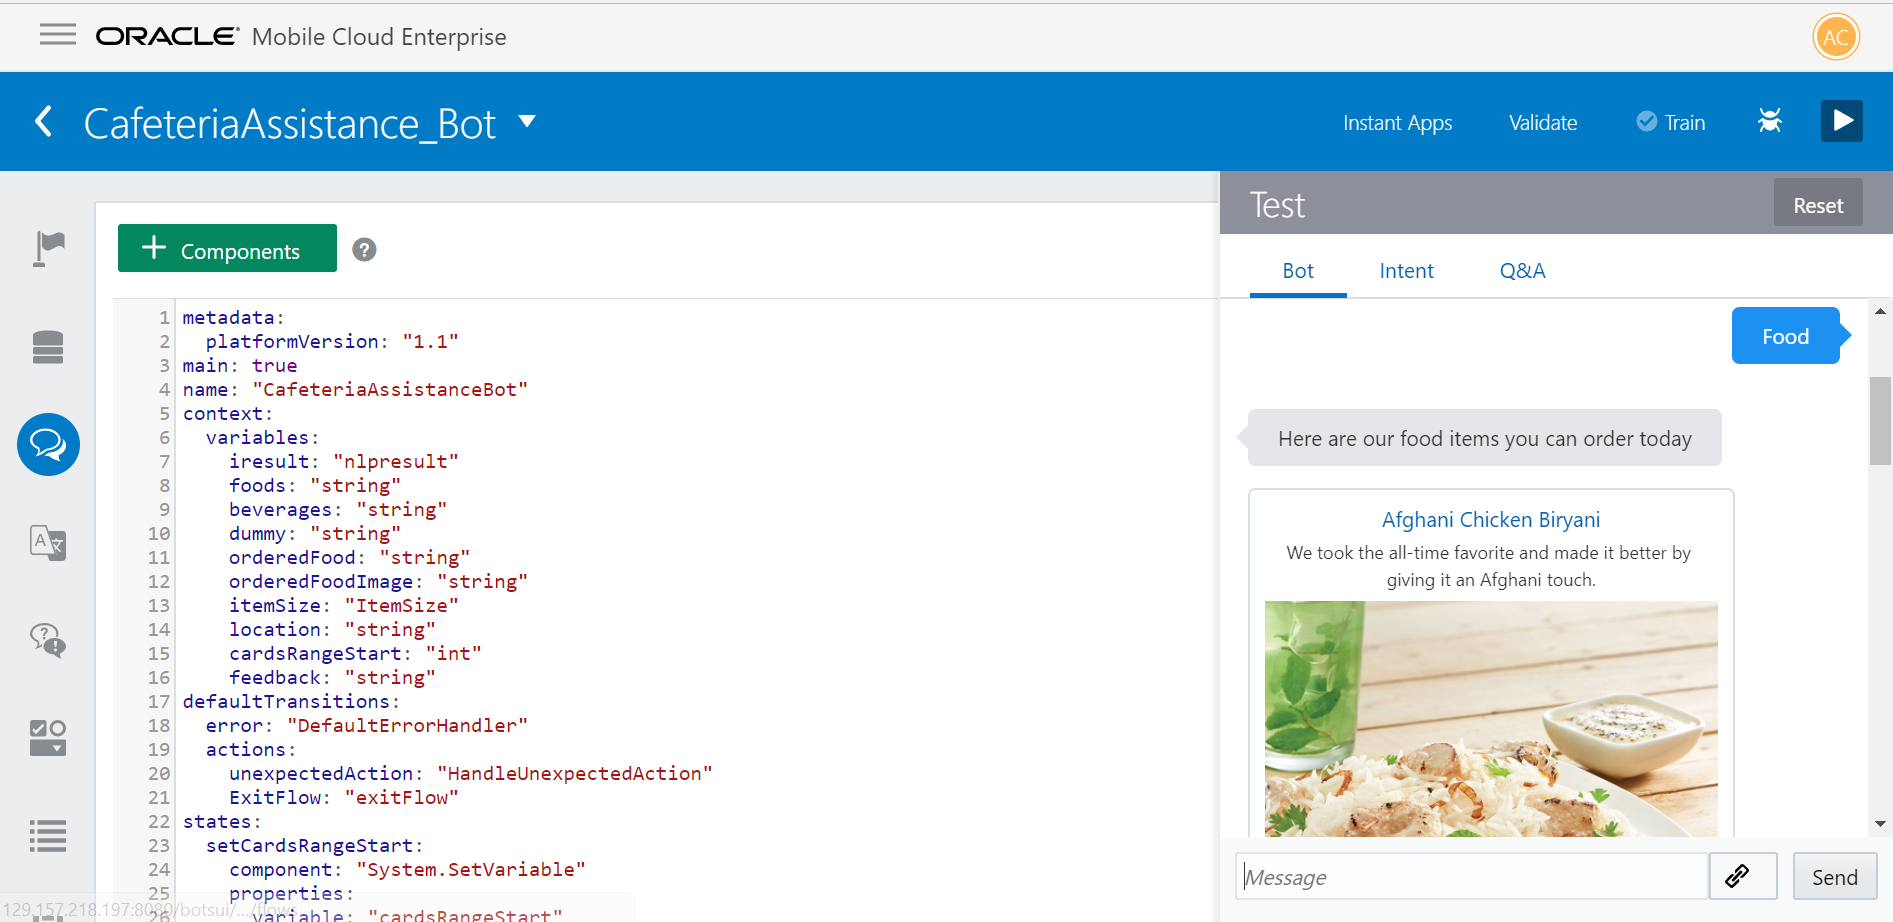 ORACLE® Mobile Cloud Enterprise
AC
CafeteriaAssistance_Bot
Instant Apps
Validate
Train
+ Components
?
1 metadata:
2 platformVersion: "1.1"
3 main: true
4 name: "CafeteriaAssistanceBot"
5 context:
6 variables:
7 iresult: "nlpresult"
8 foods: "string"
9 beverages: "string"
10 dummy: "string"
11 orderedFood: "string"
12 orderedFoodImage: "string"
13 itemSize: "ItemSize"
14 location: "string"
15 cardsRangeStart: "int"
16 feedback: "string"
17 defaultTransitions:
18 error: "DefaultErrorHandler"
19 actions:
20 unexpectedAction: "HandleUnexpectedAction"
21 ExitFlow: "exitFlow"
22 states:
23 setCardsRangeStart:
24 component: "System.SetVariable"
25 properties:
26 variable: "cardsRangeStart"
129.157.218.197:8080/botsui/.../flows
Test
Reset
Bot
Intent
Q&A
Food
Here are our food items you can order today
Afghani Chicken Biryani
We took the all-time favorite and made it better by
giving it an Afghani touch.
Message
Send